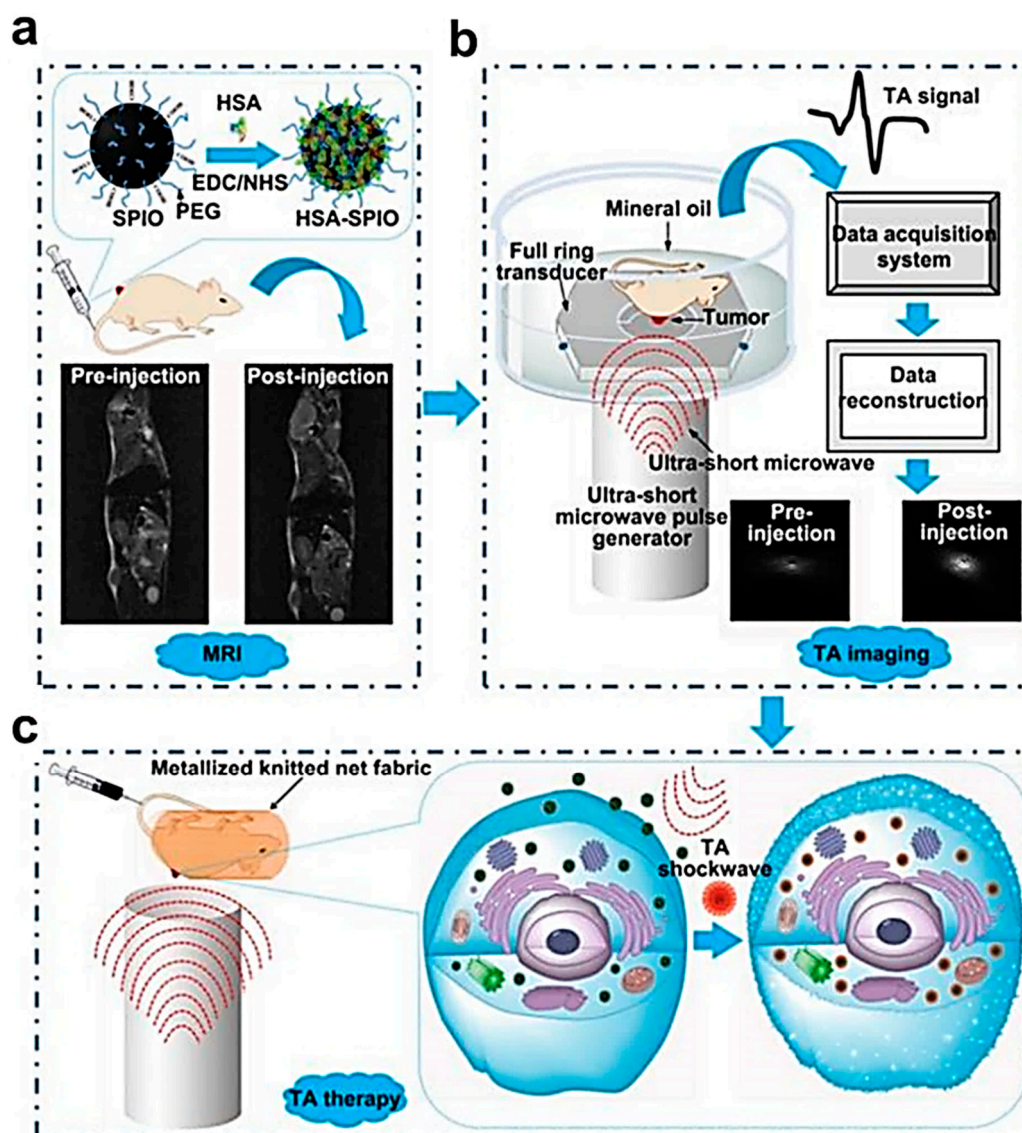 a
HSA
EDC/NHS
SPIO
PEG
HSA-SPIO
Pre-injection
Post-injection
MRI
b
TA signal
Mineral oil
Full ring
transducer
Tumor
Data acquisition
system
Data
reconstruction
Ultra-short microwave
Ultra-short
microwave pulse
generator
Pre-
injection
Post-
injection
TA imaging
c
Metallized knitted net fabric
TA
shockwave
TA therapy